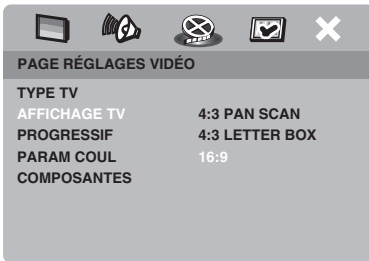 PAGE RÉGLAGES VIDÉO
TYPE TV
AFFICHAGE TV 4:3 PAN SCAN
PROGRESSIF 4:3 LETTER BOX
PARAM COUL 16:9
COMPOSANTES